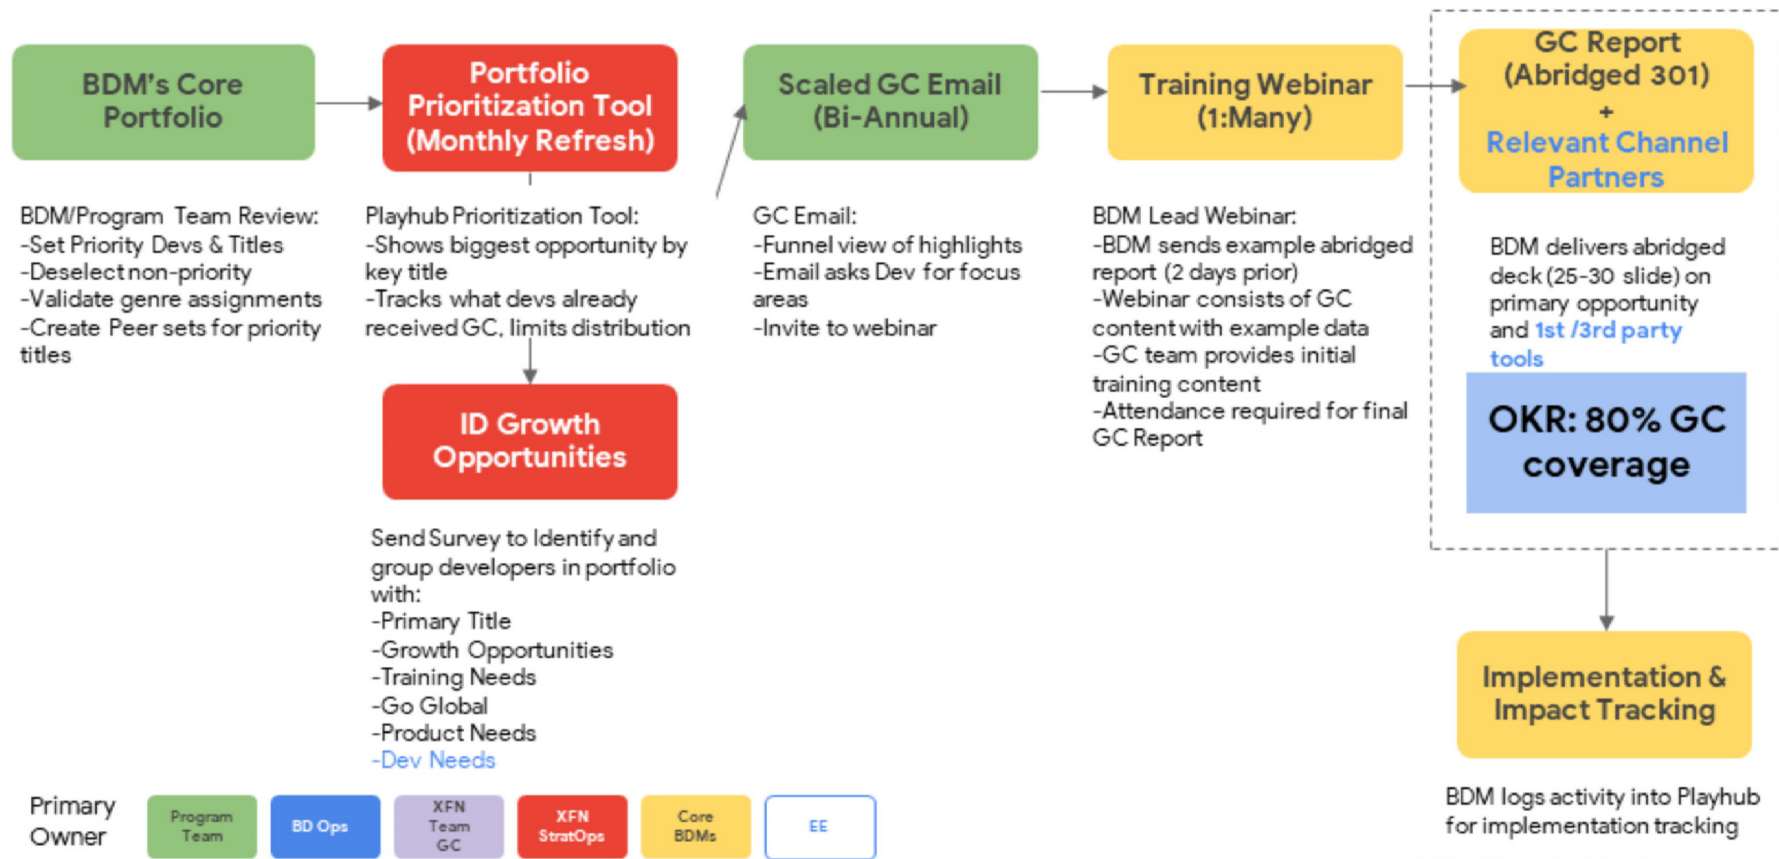 BDM's Core
Portfolio
BDM/Program Team Review:
-Set Priority Devs & Titles
-Deselect non-priority
-Validate genre assignments
-Create Peer sets for priority
titles
Portfolio
Prioritization Tool
(Monthly Refresh)
Playhub Prioritization Tool:
-Shows biggest opportunity by
key title
-Tracks what devs already
received GC, limits distribution
ID Growth
Opportunities
Send Survey to Identify and
group developers in portfolio
with:
-Primary Title
-Growth Opportunities
-Training Needs
-Go Global
-Product Needs
-Dev Needs
Scaled GC Email
(Bi-Annual)
GC Email:
-Funnel view of highlights
-Email asks Dev for focus
areas
-Invite to webinar
Training Webinar
(1:Many)
BDM Lead Webinar:
-BDM sends example abridged
report (2 days prior)
-Webinar consists of GC
content with example data
-GC team provides initial
training content
-Attendance required for final
GC Report
GC Report
(Abridged 301)
+
Relevant Channel
Partners
BDM delivers abridged
deck (25-30 slide) on
primary opportunity
and 1st /3rd party
tools
OKR: 80% GC
coverage
Implementation &
Impact Tracking
BDM logs activity into Playhub
for implementation tracking
Primary
Owner
Program
Team
BD Ops
XFN
Team
GC
XFN
StratOps
Core
BDMs
EE